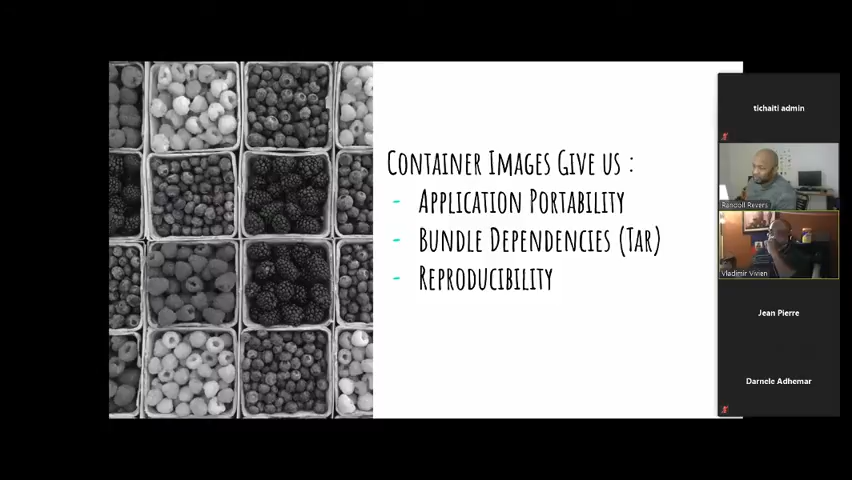 Container Images Give us :
- Application Portability
- Bundle Dependencies (Tar)
- Reproducibility
tichaiti admin
Randoll Revers
Vladimir Vivien
Jean Pierre
Darnele Adhemar